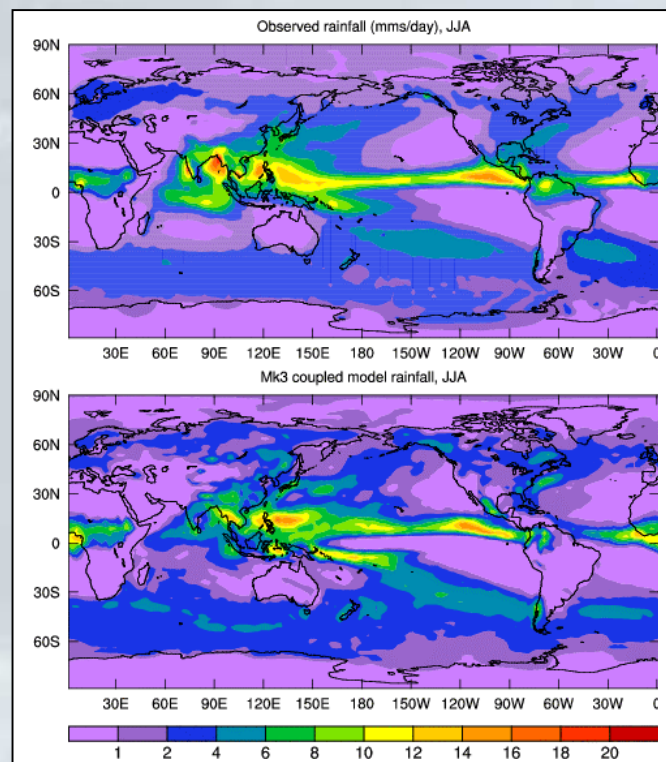 Observed rainfall (mms/day), JJA
90N
60N
30N
0
30S
60S
30E 60E 90E 120E 150E 180 150W 120W 90W 60W 30W 0
Mk3 coupled model rainfall, JJA
90N
60N
30N
0
30S
60S
30E 60E 90E 120E 150E 180 150W 120W 90W 60W 30W 0
1 2 4 6 8 10 12 14 16 18 20